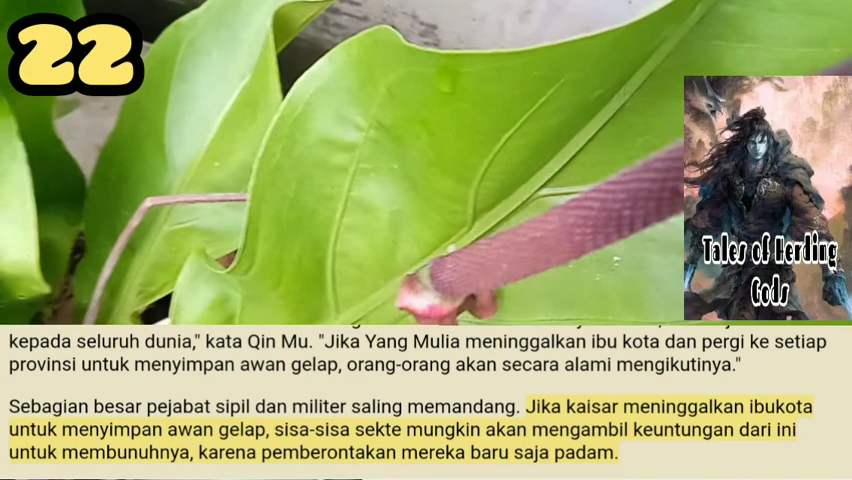 22
Tales of Herding
Gods
kepada seluruh dunia," kata Qin Mu. "Jika Yang Mulia meninggalkan ibu kota dan pergi ke setiap
provinsi untuk menyimpan awan gelap, orang-orang akan secara alami mengikutinya."
Sebagian besar pejabat sipil dan militer saling memandang. Jika kaisar meninggalkan ibukota
untuk menyimpan awan gelap, sisa-sisa sekte mungkin akan mengambil keuntungan dari ini
untuk membunuhnya, karena pemberontakan mereka baru saja padam.